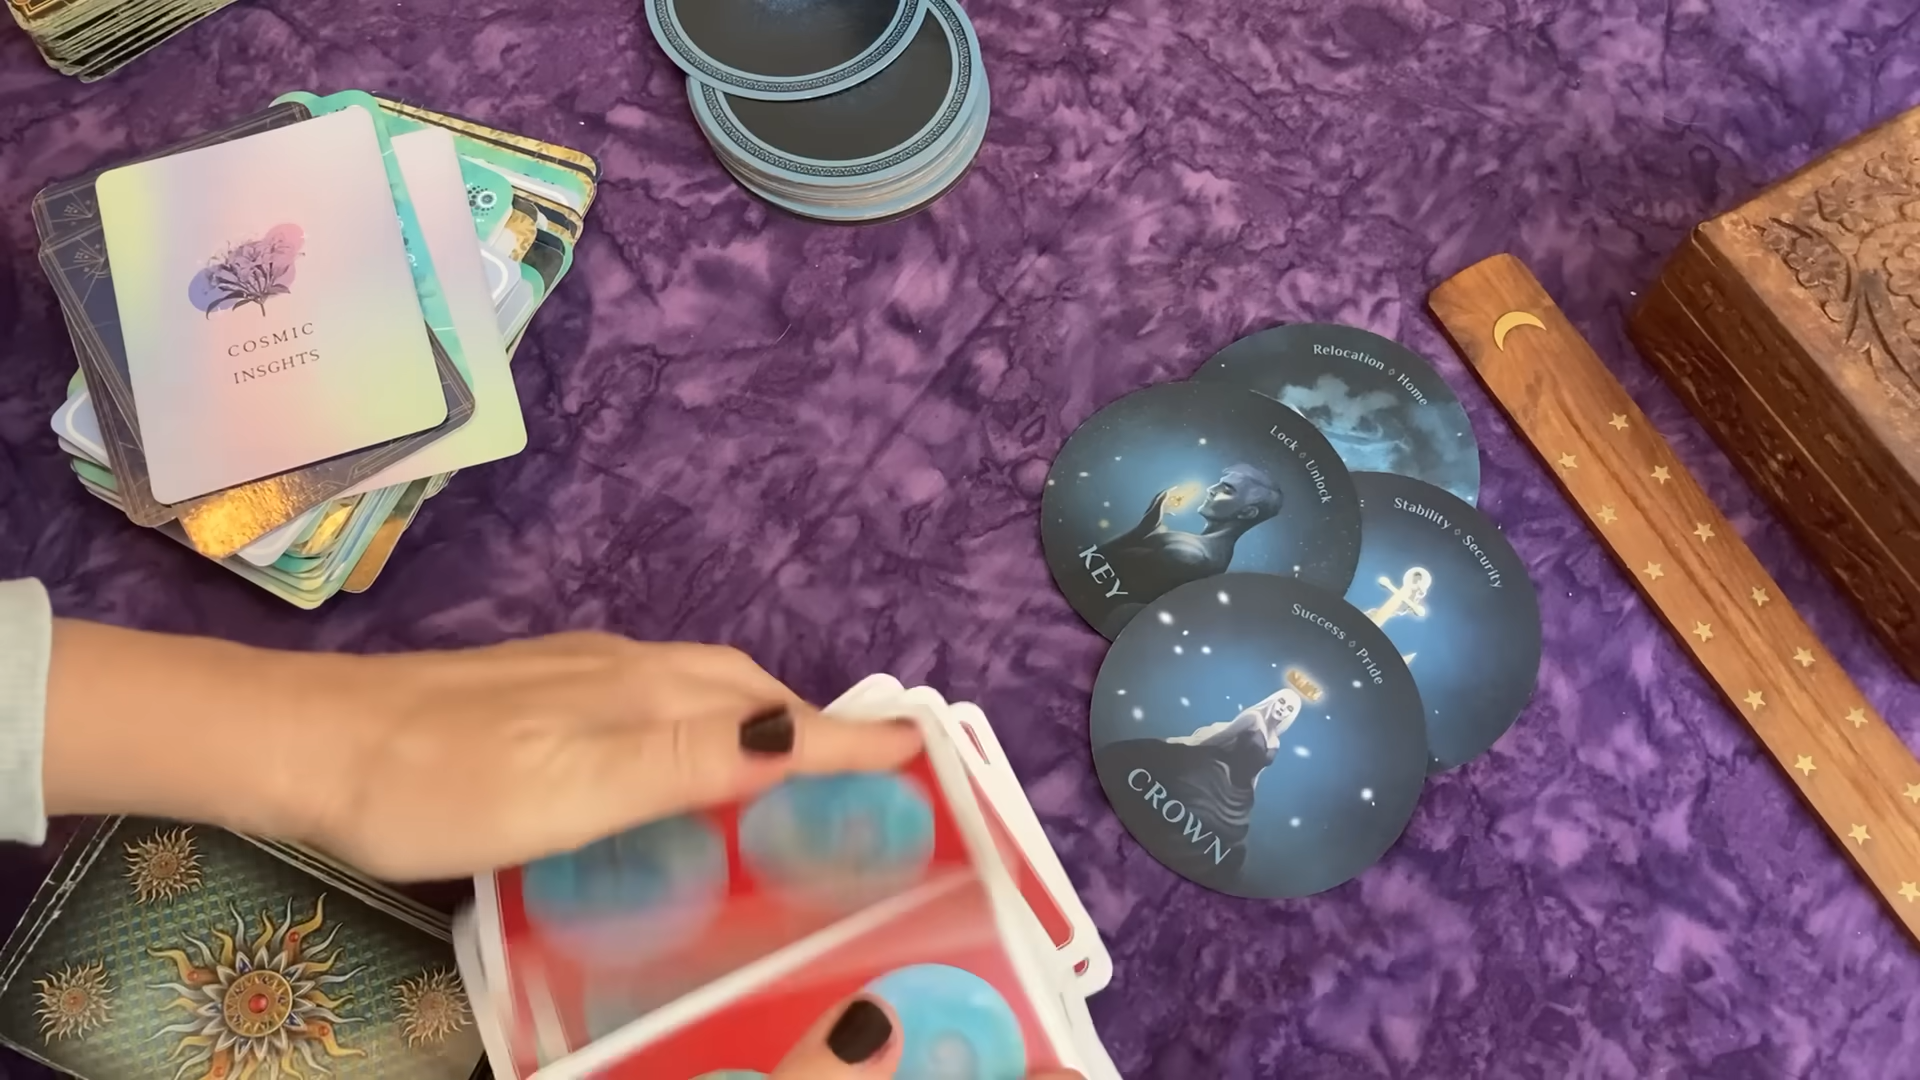 COSMIC
INSGHTS
Relocation ◊ Home
Lock ◊ Unlock
KEY
Stability ◊ Security
Success ◊ Pride
CROWN